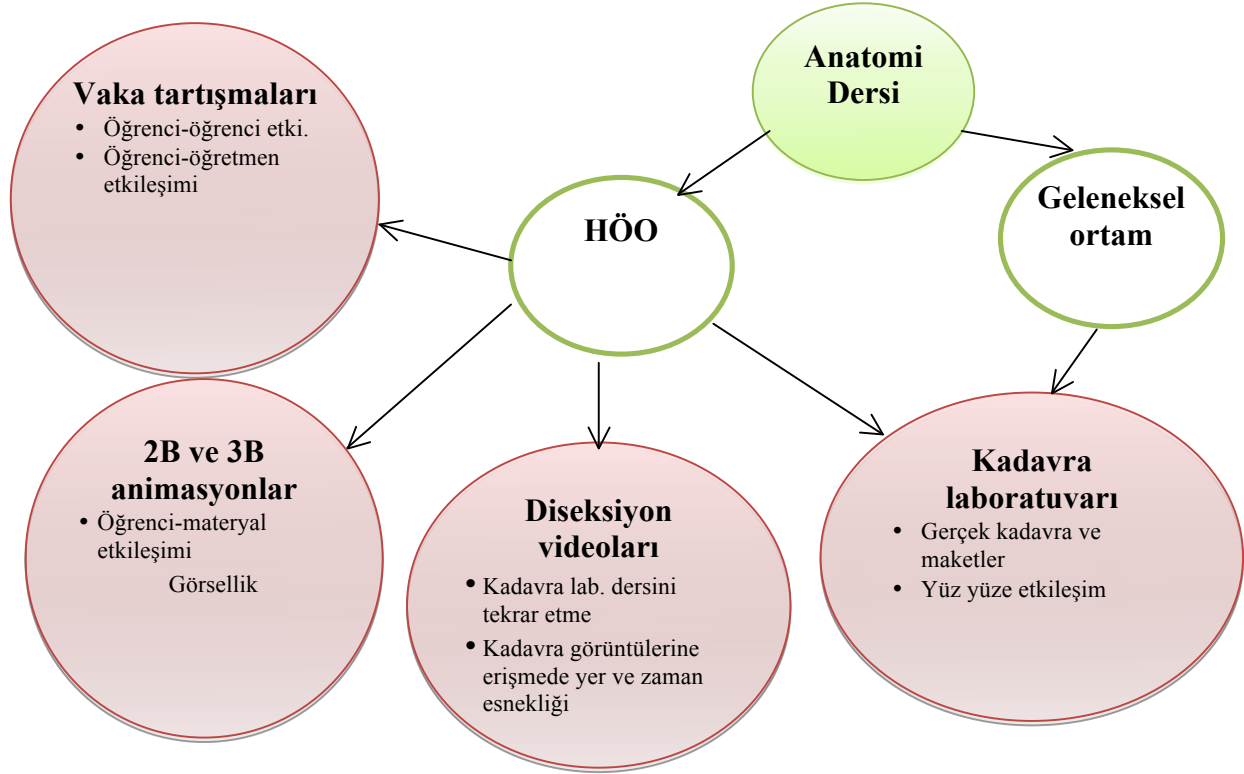 Anatomi
Dersi
Vaka tartışmaları
• Öğrenci-öğrenci etki.
• Öğrenci-öğretmen
etkileşimi
HÖO
Geleneksel
ortam
2B ve 3B
animasyonlar
• Öğrenci-materyal
etkileşimi
Görsellik
Diseksiyon
videoları
• Kadavra lab. dersini
tekrar etme
• Kadavra görüntülerine
erişmede yer ve zaman
esnekliği
Kadavra
laboratuvarı
• Gerçek kadavra ve
maketler
• Yüz yüze etkileşim